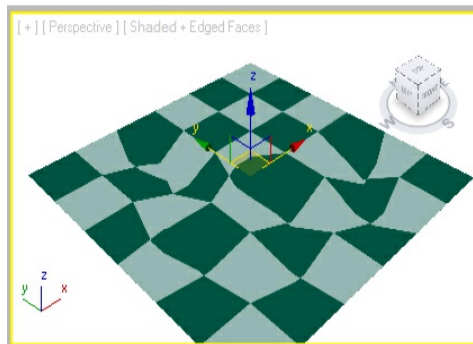 [ + ] [ Perspective ] [ Shaded + Edged Faces ]
z
y
x
W
S
z
y
x